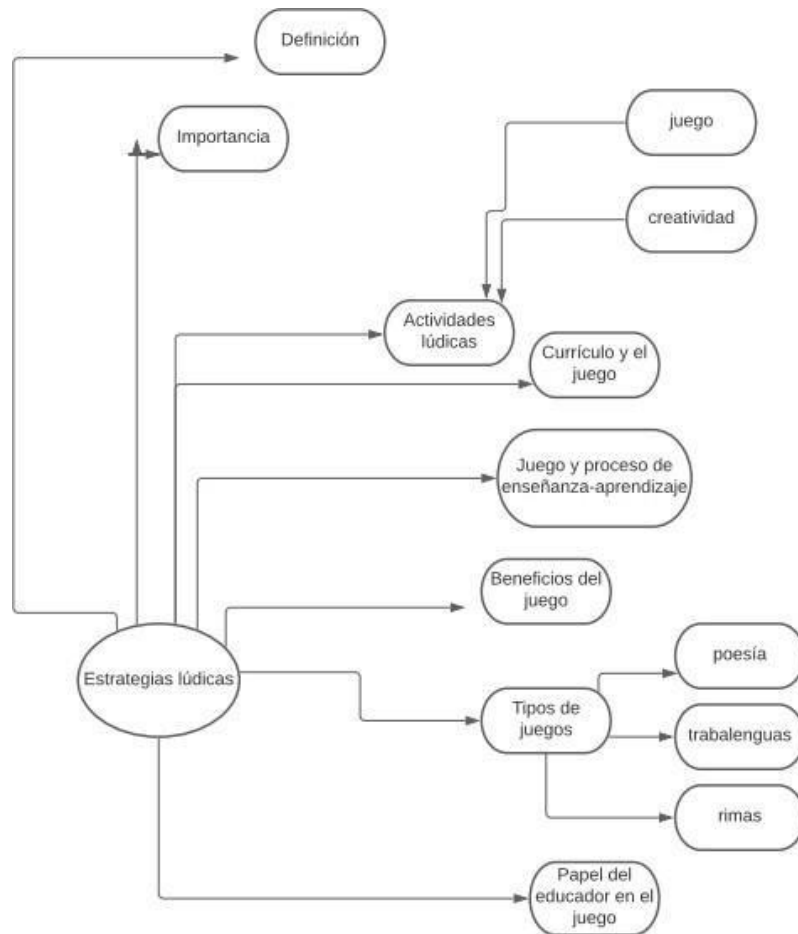 Definición
Importancia
juego
creatividad
Actividades
lúdicas
Currículo y el
juego
Juego y proceso de
enseñanza-aprendizaje
Beneficios del
juego
Estrategias lúdicas
Tipos de
juegos
poesía
trabalenguas
rimas
Papel del
educador en el
juego